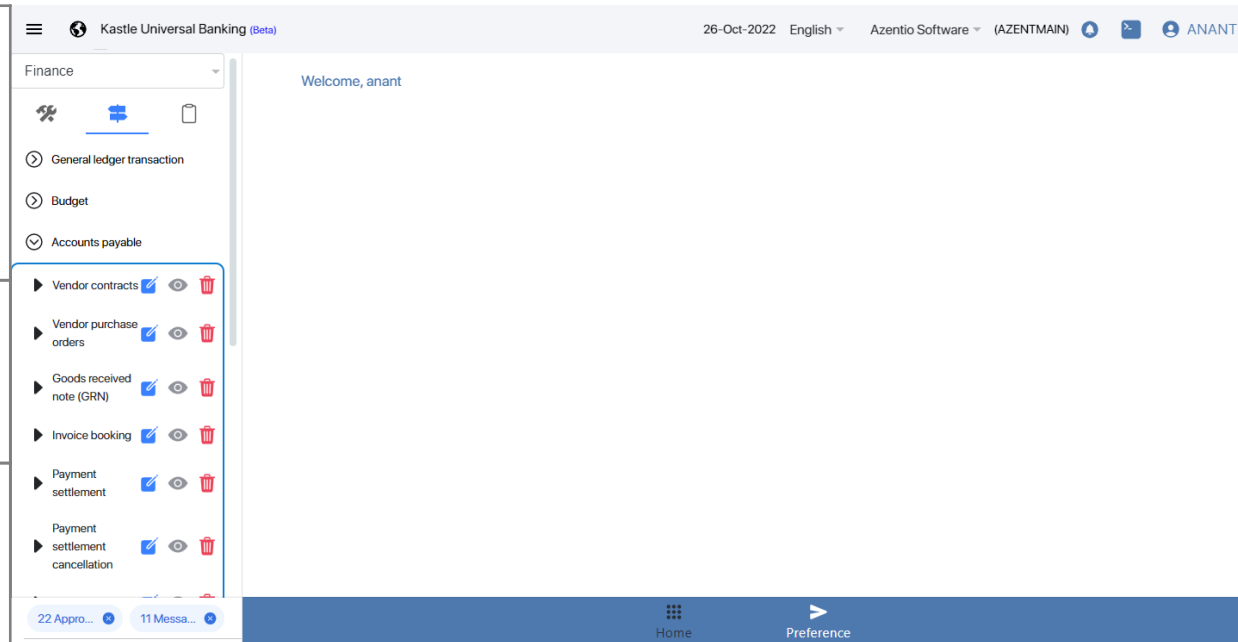 Kastle Universal Banking (Beta)
26-Oct-2022 English Azentio Software (AZENTMAIN) ANANT
Finance
Welcome, anant
General ledger transaction
Budget
Accounts payable
Vendor contracts
Vendor purchase
orders
Goods received
note (GRN)
Invoice booking
Payment
settlement
Payment
settlement
cancellation
22 Appro... 11 Messa...
Home Preference